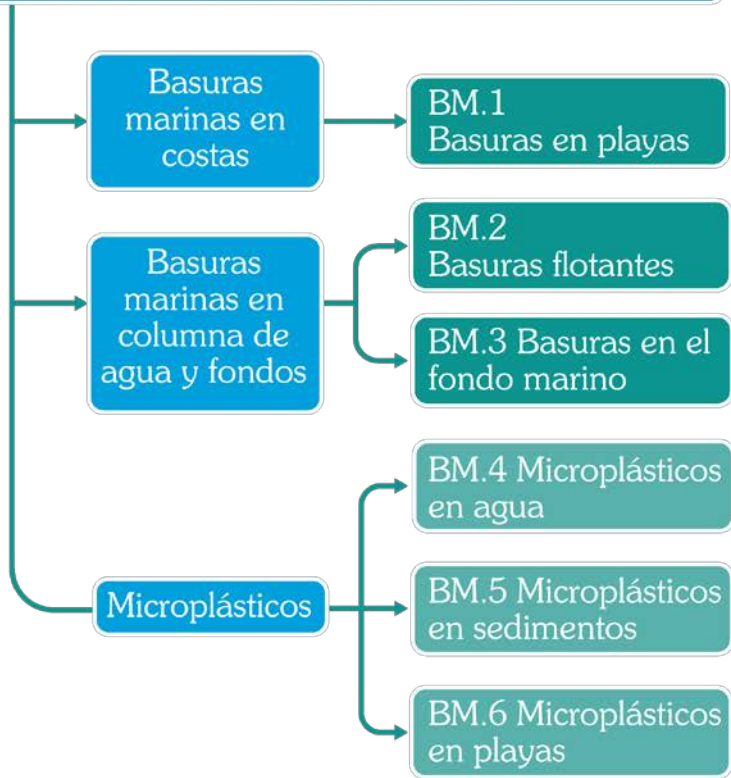 Basuras
marinas en
costas
BM.1
Basuras en playas
Basuras
marinas en
columna de
agua y fondos
BM.2
Basuras flotantes
BM.3 Basuras en el
fondo marino
Microplásticos
BM.4 Microplásticos
en agua
BM.5 Microplásticos
en sedimentos
BM.6 Microplásticos
en playas